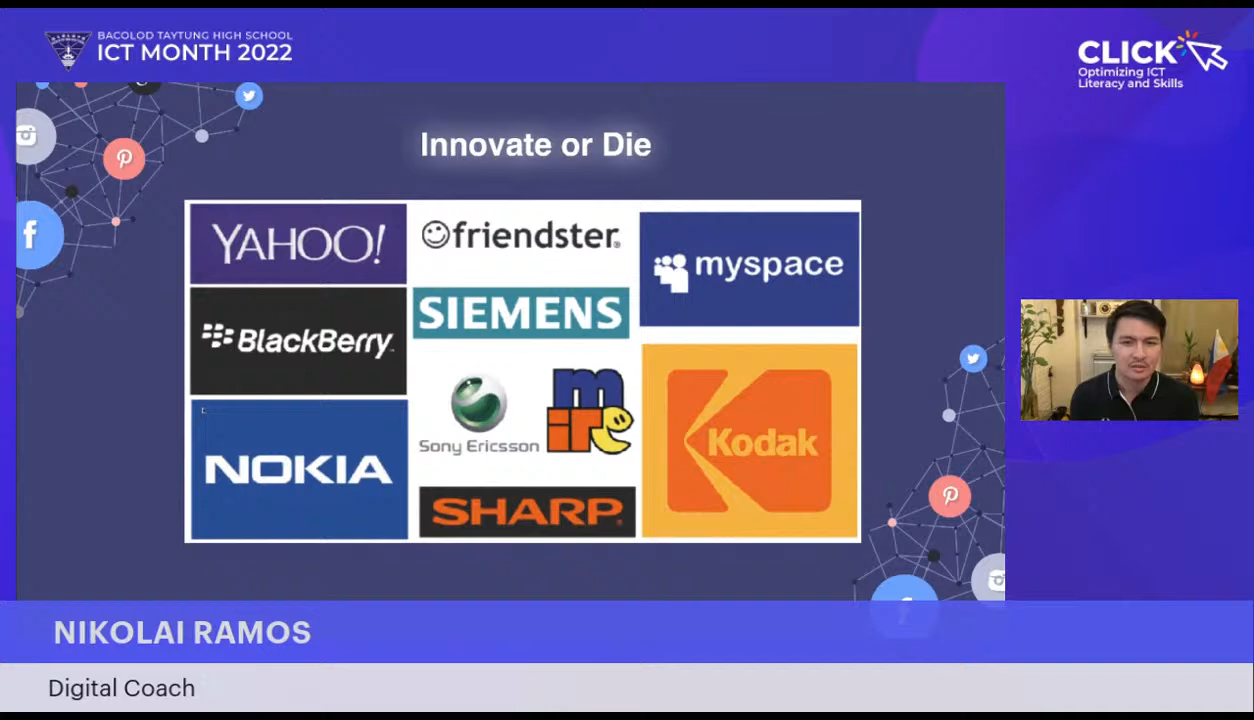 BACOLOD TAYTUNG HIGH SCHOOL
ICT MONTH 2022
CLICK
Optimizing ICT
Literacy and Skills
Innovate or Die
YAHOO!
friendster®
myspace
BlackBerry
SIEMENS
Sony Ericsson
mire
Kodak
NOKIA
SHARP
NIKOLAI RAMOS
Digital Coach